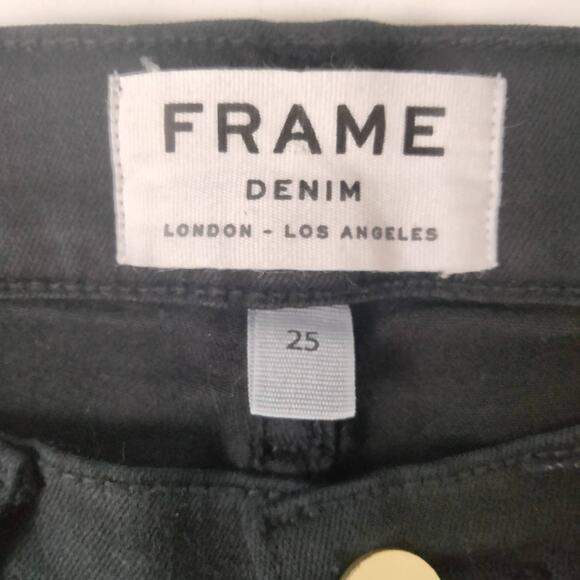 FRAME
DENIM
LONDON - LOS ANGELES
25